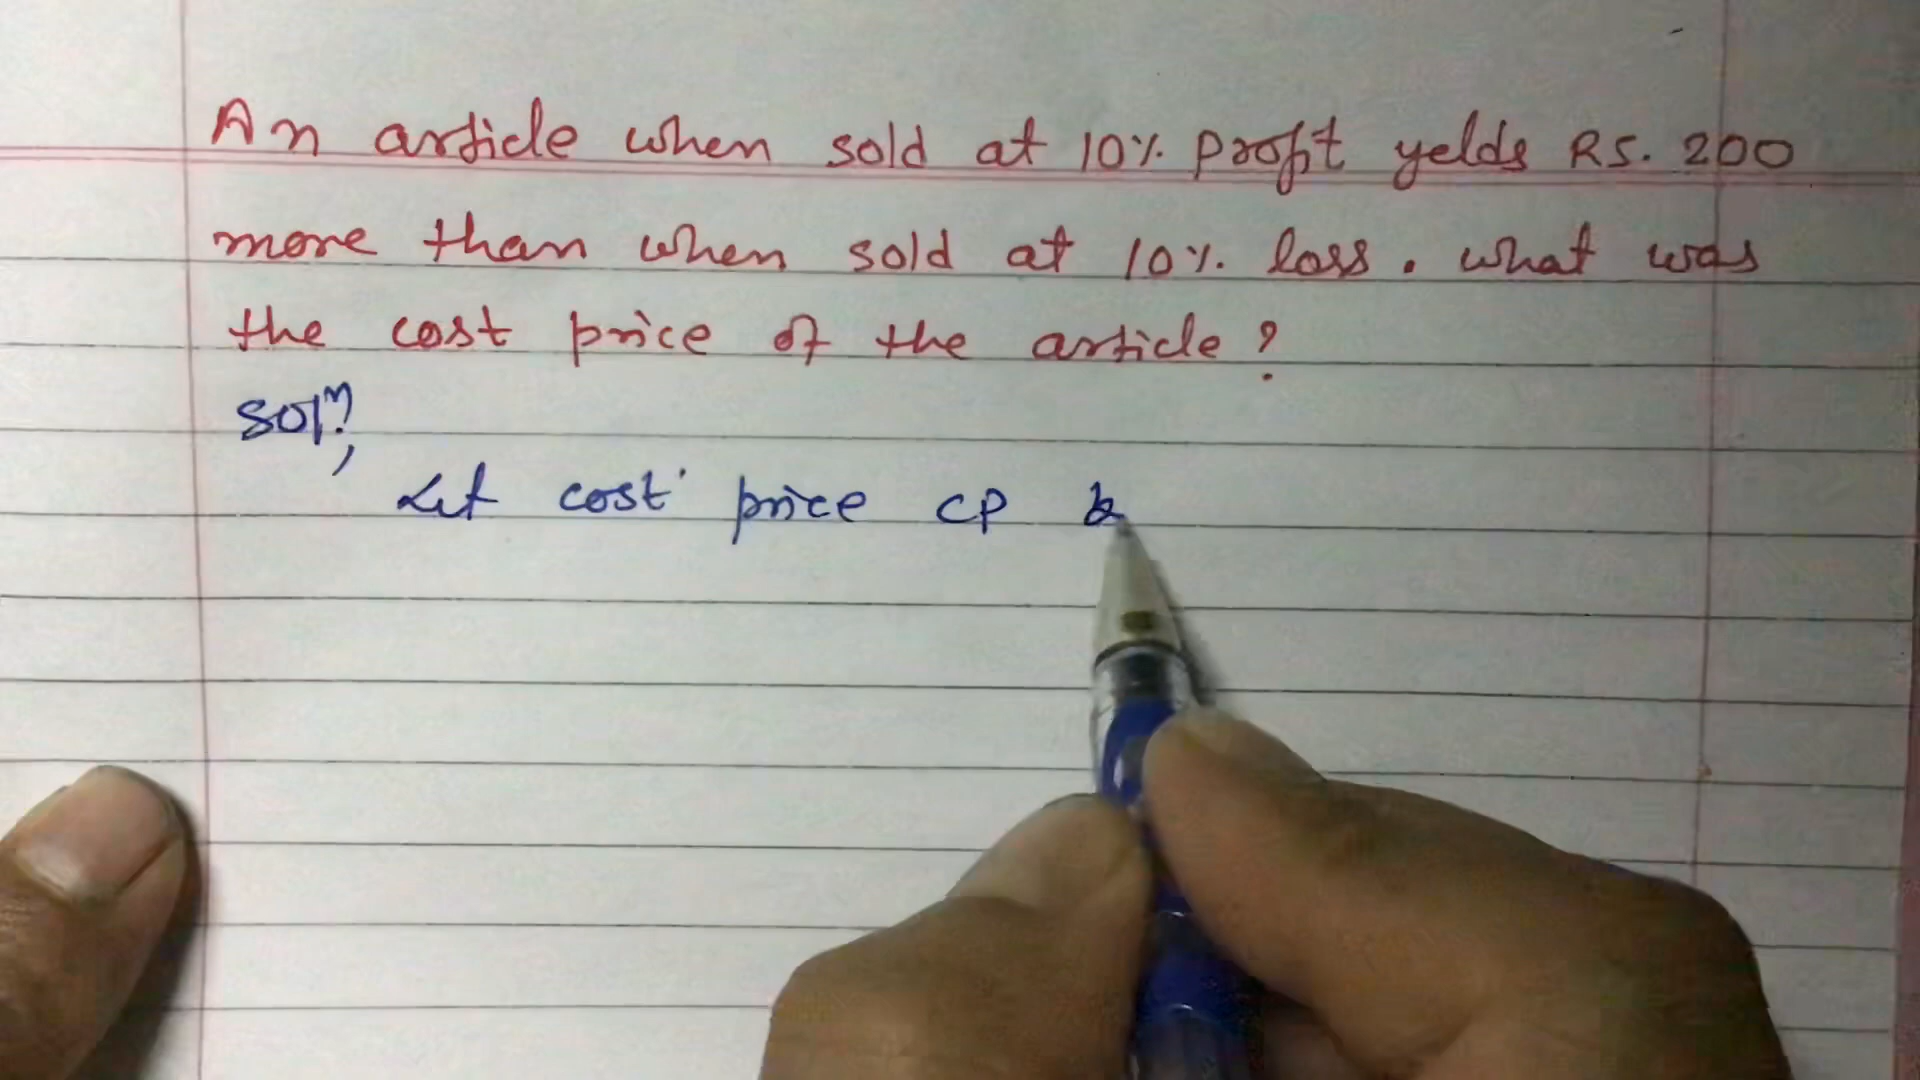 An article when sold at 10% profit yelds RS. 200
more than when sold at 10% loss. what was
the cost price of the article?
Solⁿ,
Let cost price CP be